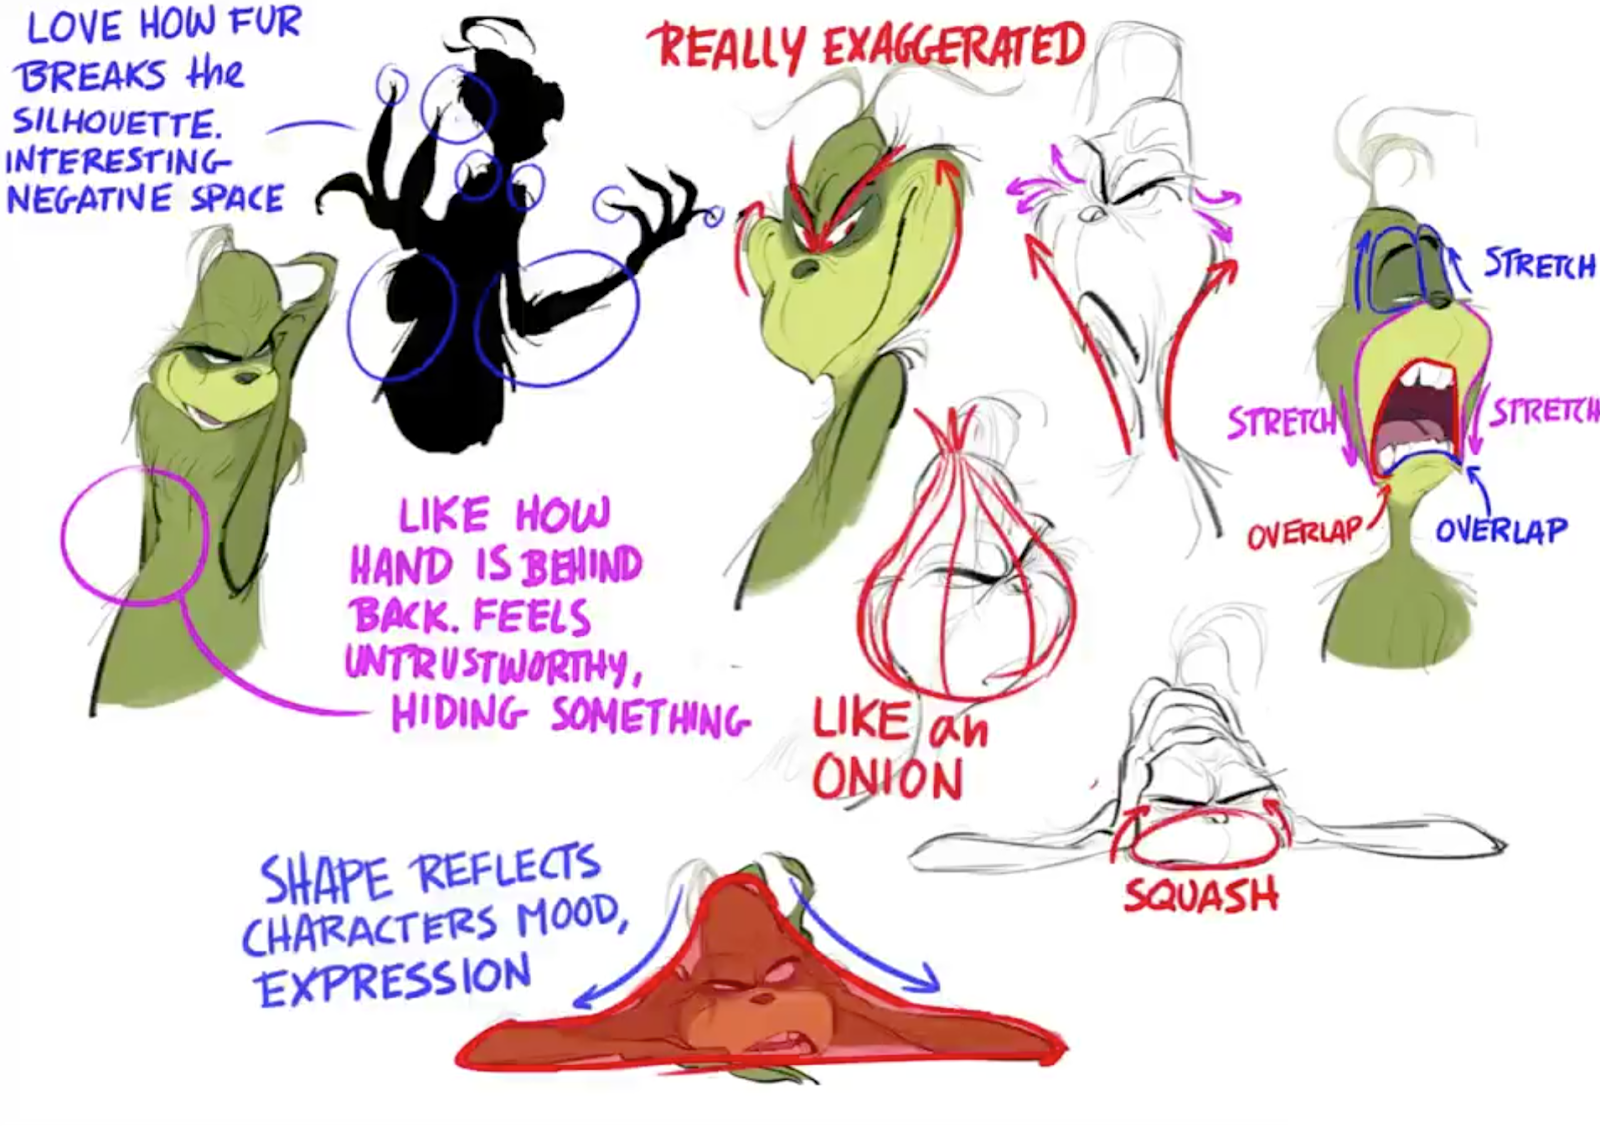 LOVE HOW FUR
BREAKS the
SILHOUETTE.
INTERESTING
NEGATIVE SPACE
REALLY EXAGGERATED
STRETCH
STRETCH
STRETCH
OVERLAP
OVERLAP
LIKE HOW
HAND IS BEHIND
BACK. FEELS
UNTRUSTWORTHY,
HIDING SOMETHING
LIKE an
ONION
SQUASH
SHAPE REFLECTS
CHARACTERS MOOD,
EXPRESSION